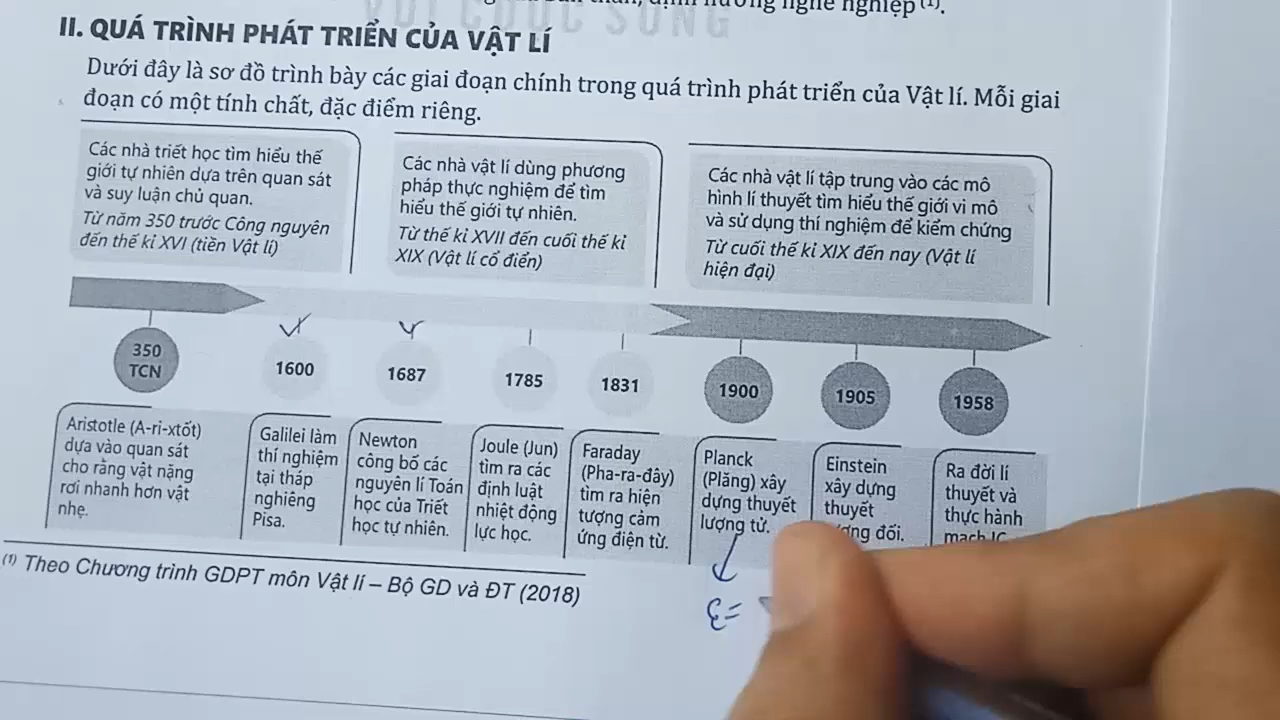 hướng nghề nghiệp⁽¹⁾.
VỚI CUỘC SỐNG
II. QUÁ TRÌNH PHÁT TRIỂN CỦA VẬT LÍ
Dưới đây là sơ đồ trình bày các giai đoạn chính trong quá trình phát triển của Vật lí. Mỗi giai
đoạn có một tính chất, đặc điểm riêng.
Các nhà triết học tìm hiểu thế
giới tự nhiên dựa trên quan sát
và suy luận chủ quan.
Từ năm 350 trước Công nguyên
đến thế kỉ XVI (tiền Vật lí)
Các nhà vật lí dùng phương
pháp thực nghiệm để tìm
hiểu thế giới tự nhiên.
Từ thế kỉ XVII đến cuối thế kỉ
XIX (Vật lí cổ điển)
Các nhà vật lí tập trung vào các mô
hình lí thuyết tìm hiểu thế giới vi mô
và sử dụng thí nghiệm để kiểm chứng
Từ cuối thế kỉ XIX đến nay (Vật lí
hiện đại)
350
TCN
1600
1687
1785
1831
1900
1905
1958
Aristotle (A-ri-xtốt)
dựa vào quan sát
cho rằng vật nặng
rơi nhanh hơn vật
nhẹ.
Galilei làm
thí nghiệm
tại tháp
nghiêng
Pisa.
Newton
công bố các
nguyên lí Toán
học của Triết
học tự nhiên.
Joule (Jun)
tìm ra các
định luật
nhiệt động
lực học.
Faraday
(Pha-ra-đây)
tìm ra hiện
tượng cảm
ứng điện từ.
Planck
(Plăng) xây
dựng thuyết
lượng tử.
Einstein
xây dựng
thuyết
đối.
Ra đời lí
thuyết và
thực hành
mạch IC
ε =
⁽¹⁾ Theo Chương trình GDPT môn Vật lí – Bộ GD và ĐT (2018)